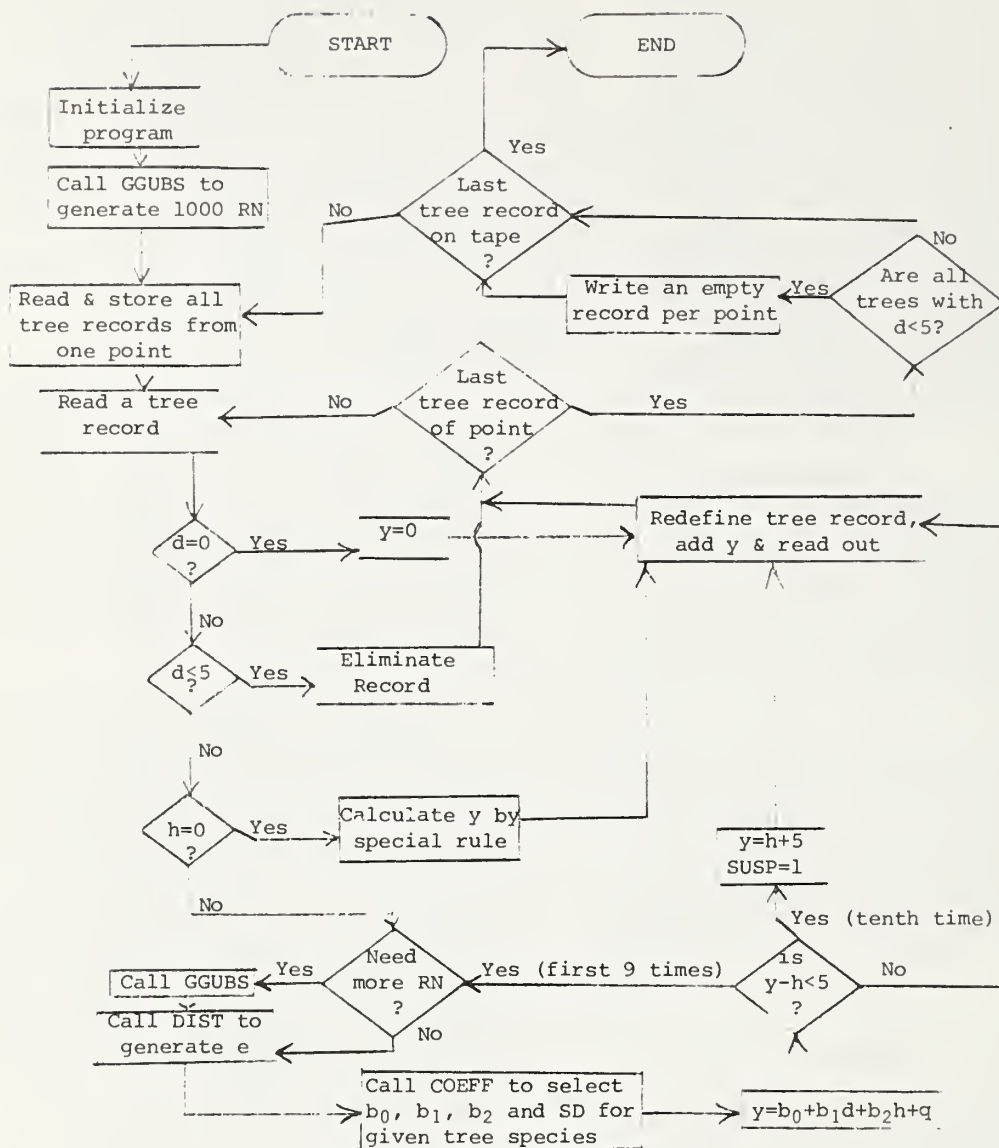 START
END
Initialize
program
Yes
Call GGUBS to
generate 1000 RN
Last
tree record
on tape
?
No
No
Read & store all
tree records from
one point
Write an empty
record per point
Yes
Are all
trees with
d<5?
Read a tree
record
No
Last
tree record
of point
?
Yes
d=0
?
Yes
y=0
Redefine tree record,
add y & read out
No
d<5
?
Yes
Eliminate
Record
No
h=0
?
Yes
Calculate y by
special rule
y=h+5
SUSP=1
No
Yes (tenth time)
Need
more RN
?
Yes
Call GGUBS
Yes (first 9 times)
is
y-h<5
?
No
Call DIST to
generate e
No
Call COEFF to select
b₀, b₁, b₂ and SD for
given tree species
y=b₀+b₁d+b₂h+q